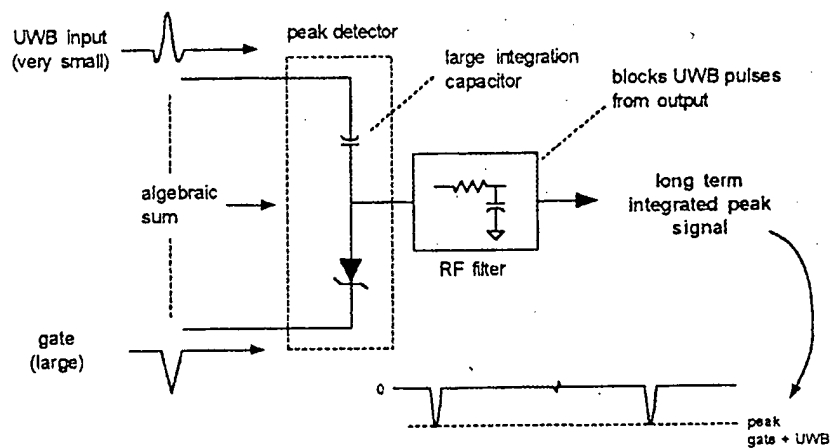 UWB input
(very small)
peak detector
large integration
capacitor
blocks UWB pulses
from output
algebraic
sum
long term
integrated peak
signal
RF filter
gate
(large)
0
peak
gate + UWB